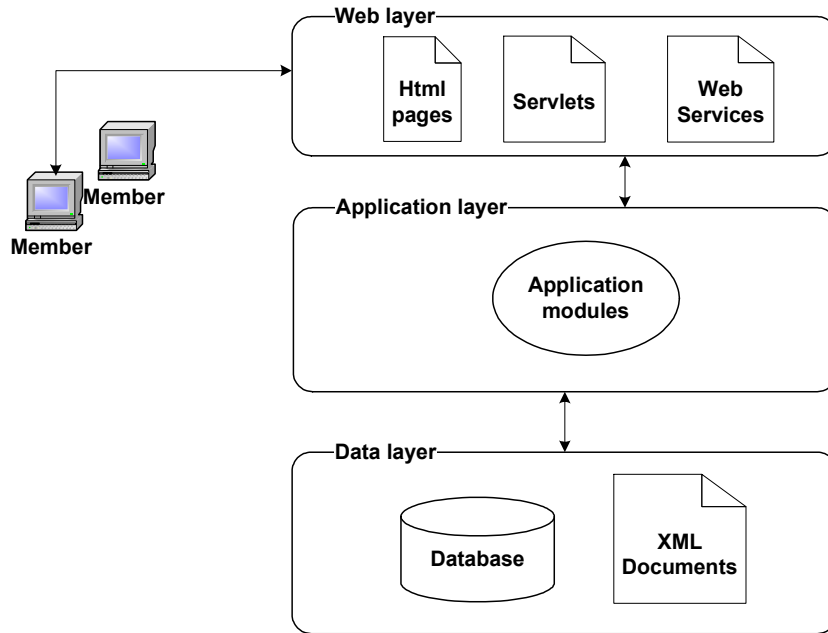 Web layer
Html
pages
Servlets
Web
Services
Member
Member
Application layer
Application
modules
Data layer
Database
XML
Documents